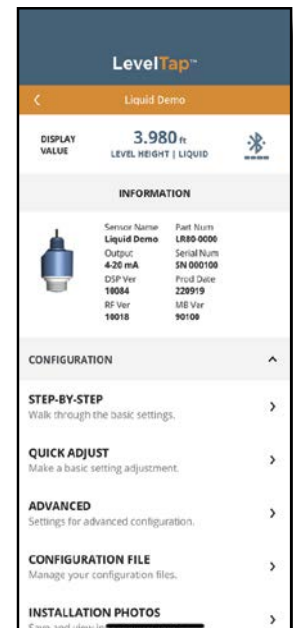 LevelTap™
Liquid Demo
DISPLAY VALUE
3.980 ft
LEVEL HEIGHT | LIQUID
INFORMATION
Sensor Name Part Num
Liquid Demo LR80-0000
Output Serial Num
4-20 mA SN 000100
DSP Ver Prod Date
10084 220919
RF Ver MB Ver
10018 90100
CONFIGURATION
STEP-BY-STEP
Walk through the basic settings.
QUICK ADJUST
Make a basic setting adjustment.
ADVANCED
Settings for advanced configuration.
CONFIGURATION FILE
Manage your configuration files.
INSTALLATION PHOTOS
Save and view